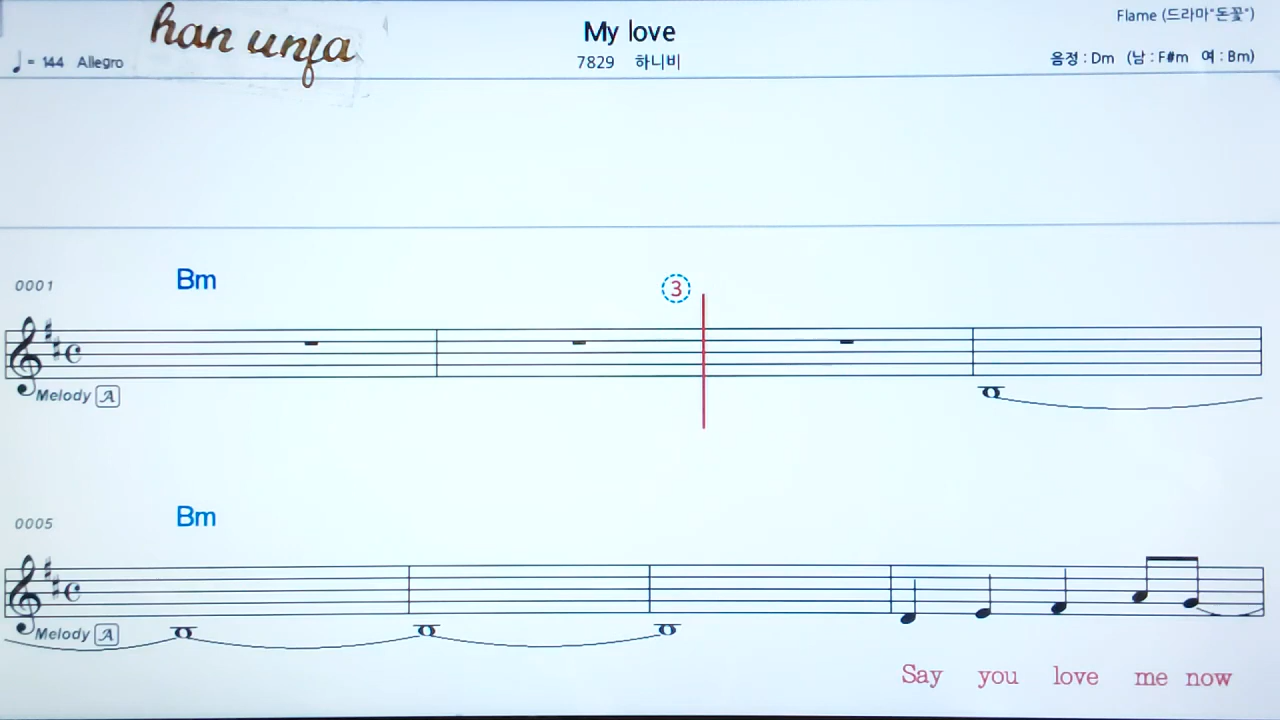 han unja
My love
Flame (드라마"돈꽃")
♩= 144 Allegro
7829 하니비
음정 : Dm (남 : F#m 여 : Bm)
0001
Bm
3
Melody A
0005
Bm
Melody A
Say you love me now